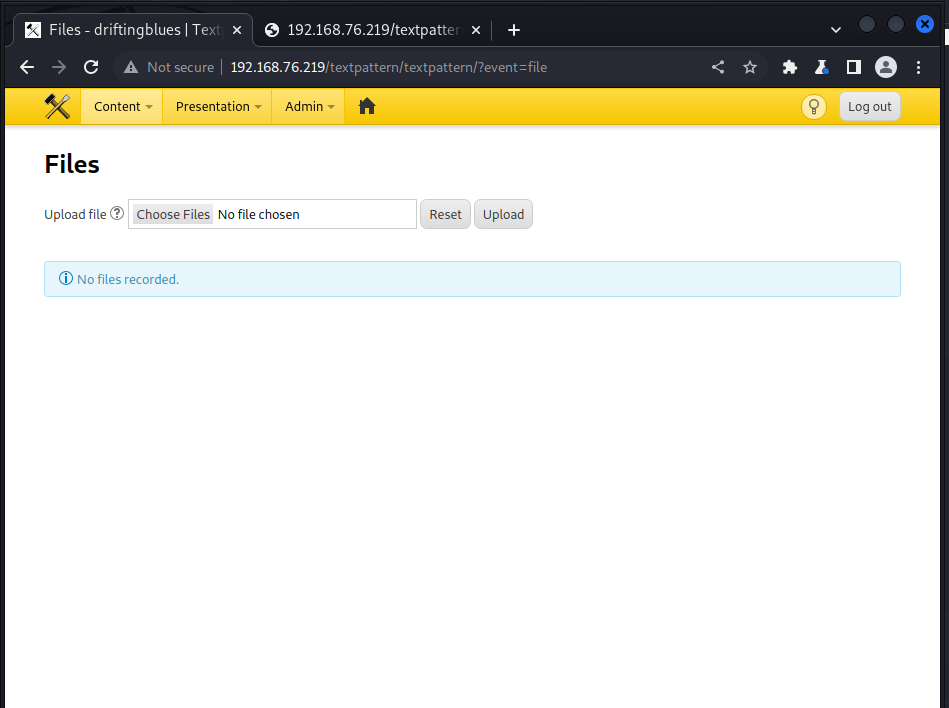 Files - driftingblues | Text
192.168.76.219/textpatter
Not secure
192.168.76.219/textpattern/textpattern/?event=file
Content
Presentation
Admin
Log out
Files
Upload file ? Choose Files No file chosen Reset Upload
No files recorded.